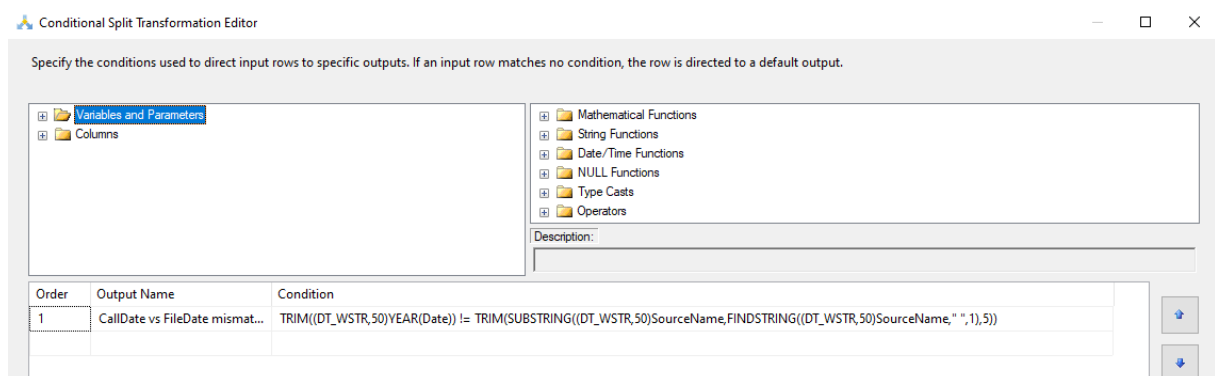 Conditional Split Transformation Editor
Specify the conditions used to direct input rows to specific outputs. If an input row matches no condition, the row is directed to a default output.
Variables and Parameters
Columns
Mathematical Functions
String Functions
Date/Time Functions
NULL Functions
Type Casts
Operators
Description:
Order Output Name Condition
1 CallDate vs FileDate mismat... TRIM((DT_WSTR,50)YEAR(Date)) != TRIM(SUBSTRING((DT_WSTR,50)SourceName,FINDSTRING((DT_WSTR,50)SourceName," ",1),5))